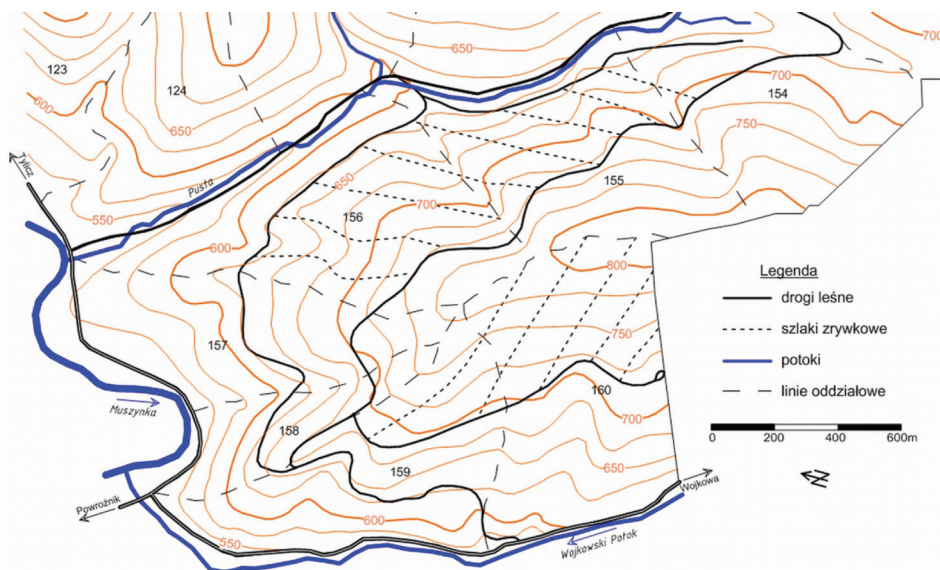 650
700
123
124
600
650
700
750
154
Tylicz
Pusta
550
650
155
156
700
600
800
Legenda
drogi leśne
szlaki zrywkowe
potoki
linie oddziałowe
0 200 400 600m
N
157
750
Muszynka
160
700
158
159
650
Powroźnik
Wojkowa
600
550
Wojkowski Potok